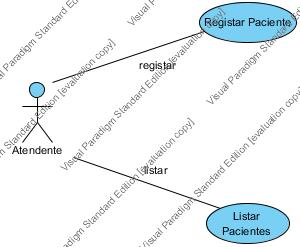 Registar Paciente
registar
Atendente
listar
Listar
Pacientes
Visual Paradigm Standard Edition [evaluation copy]